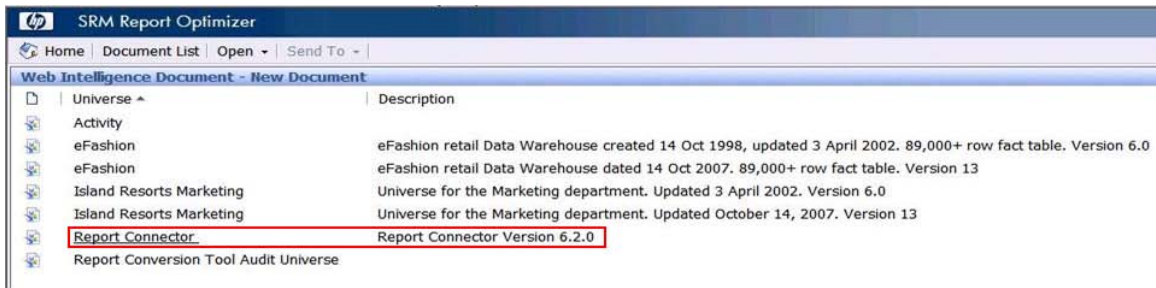 hp SRM Report Optimizer
Home | Document List | Open | Send To |
Web Intelligence Document - New Document
Universe | Description
Activity
eFashion eFashion retail Data Warehouse created 14 Oct 1998, updated 3 April 2002. 89,000+ row fact table. Version 6.0
eFashion eFashion retail Data Warehouse dated 14 Oct 2007. 89,000+ row fact table. Version 13
Island Resorts Marketing Universe for the Marketing department. Updated 3 April 2002. Version 6.0
Island Resorts Marketing Universe for the Marketing department. Updated October 14, 2007. Version 13
Report Connector Report Connector Version 6.2.0
Report Conversion Tool Audit Universe